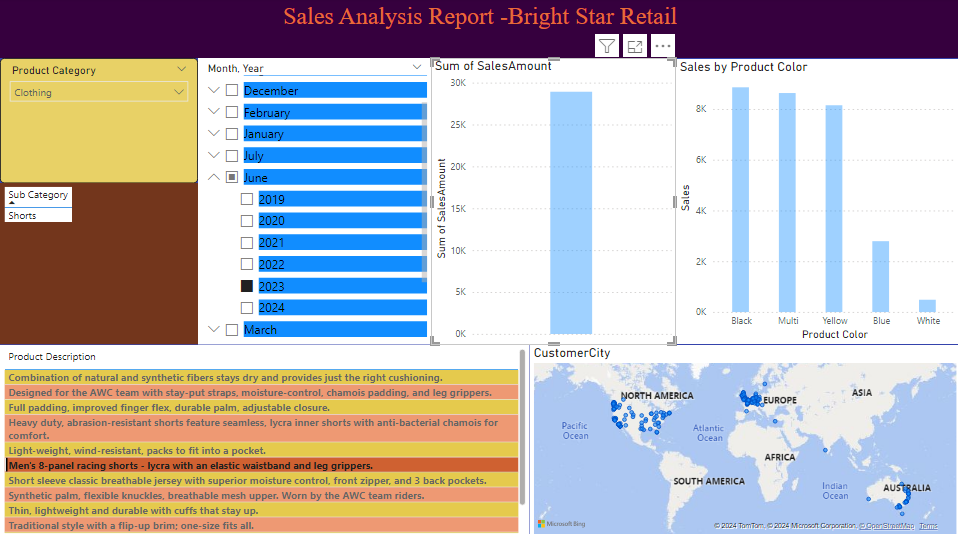 Sales Analysis Report -Bright Star Retail
Product Category
Clothing
Sub Category
Shorts
Month, Year
December
February
January
July
June
2019
2020
2021
2022
2023
2024
March
Sum of SalesAmount
Sum of SalesAmount
30K
25K
20K
15K
10K
5K
0K
Sales by Product Color
Sales
8K
6K
4K
2K
0K
Black Multi Yellow Blue White
Product Color
Product Description
Combination of natural and synthetic fibers stays dry and provides just the right cushioning.
Designed for the AWC team with stay-put straps, moisture-control, chamois padding, and leg grippers.
Full padding, improved finger flex, durable palm, adjustable closure.
Heavy duty, abrasion-resistant shorts feature seamless, lycra inner shorts with anti-bacterial chamois for
comfort.
Light-weight, wind-resistant, packs to fit into a pocket.
Men's 8-panel racing shorts - lycra with an elastic waistband and leg grippers.
Short sleeve classic breathable jersey with superior moisture control, front zipper, and 3 back pockets.
Synthetic palm, flexible knuckles, breathable mesh upper. Worn by the AWC team riders.
Thin, lightweight and durable with cuffs that stay up.
Traditional style with a flip-up brim; one-size fits all.
CustomerCity
NORTH AMERICA
EUROPE
ASIA
Pacific
Ocean
Atlantic
Ocean
AFRICA
SOUTH AMERICA
Indian
Ocean
AUSTRALIA
Microsoft Bing
© 2024 TomTom, © 2024 Microsoft Corporation, © OpenStreetMap Terms